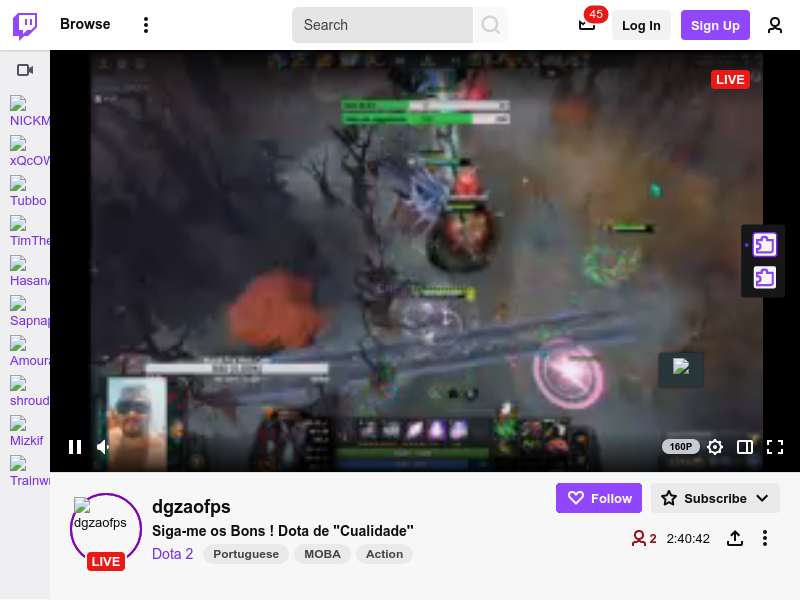 Browse
Search
45
Log In
Sign Up
LIVE
NICKM
xQcOW
Tubbo
TimThe
HasanA
Sapnap
Amoura
shroud
Mizkif
Trainwr
160P
dgzaofps
LIVE
dgzaofps
Siga-me os Bons ! Dota de "Cualidade"
Dota 2
Portuguese
MOBA
Action
Follow
Subscribe
2
2:40:42